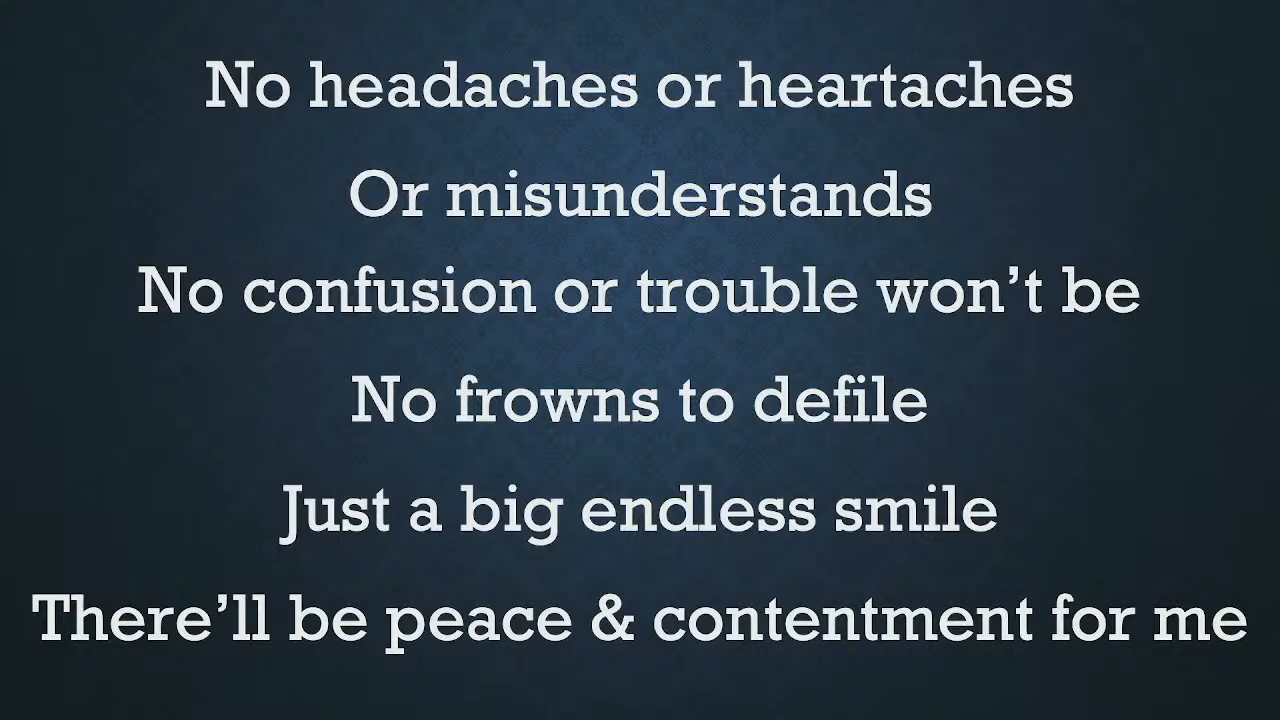 No headaches or heartaches
Or misunderstands
No confusion or trouble won’t be
No frowns to defile
Just a big endless smile
There’ll be peace & contentment for me